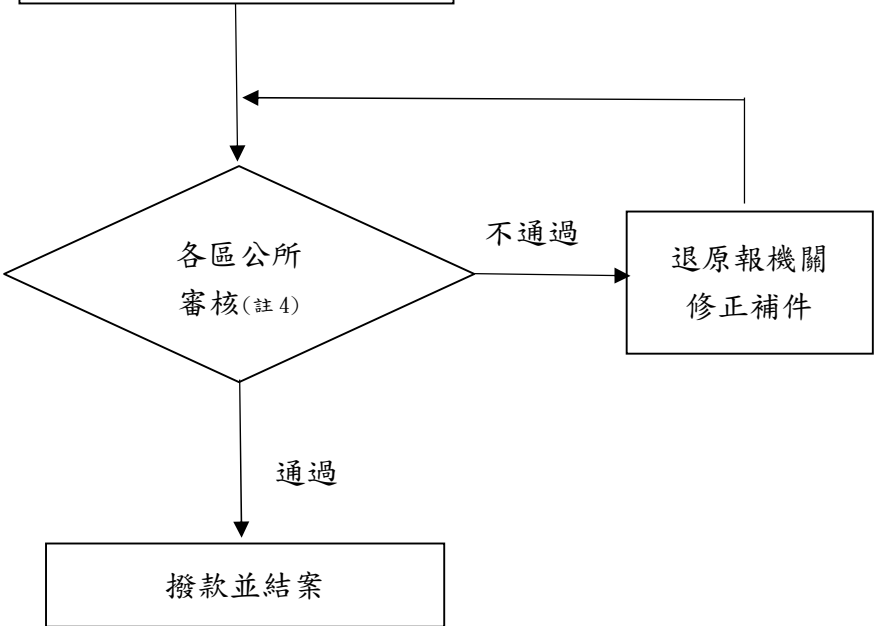 各區公所
審核(註4)
不通過
退原報機關
修正補件
通過
撥款並結案